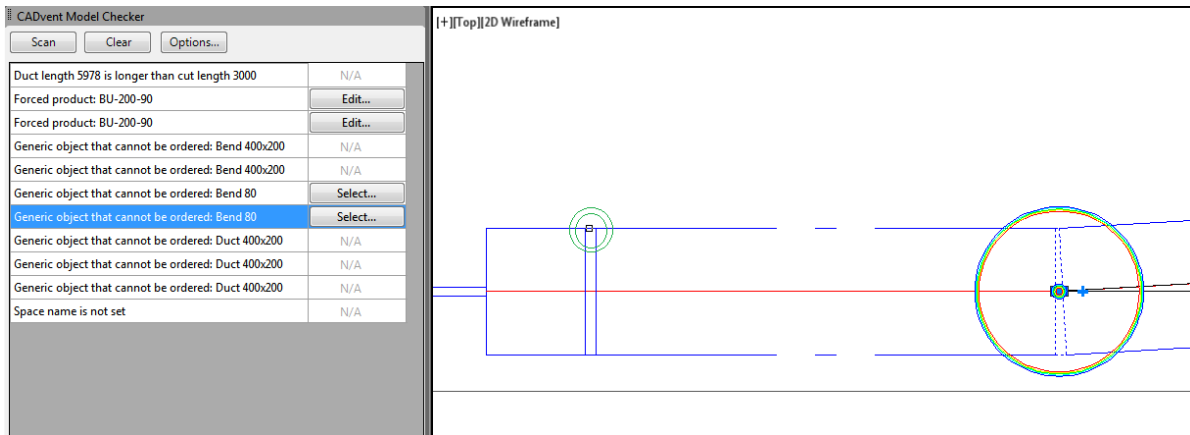 CADvent Model Checker
Scan Clear Options...
Duct length 5978 is longer than cut length 3000 N/A
Forced product: BU-200-90 Edit...
Forced product: BU-200-90 Edit...
Generic object that cannot be ordered: Bend 400x200 N/A
Generic object that cannot be ordered: Bend 400x200 N/A
Generic object that cannot be ordered: Bend 80 Select...
Generic object that cannot be ordered: Bend 80 Select...
Generic object that cannot be ordered: Duct 400x200 N/A
Generic object that cannot be ordered: Duct 400x200 N/A
Generic object that cannot be ordered: Duct 400x200 N/A
Space name is not set N/A
[+][Top][2D Wireframe]